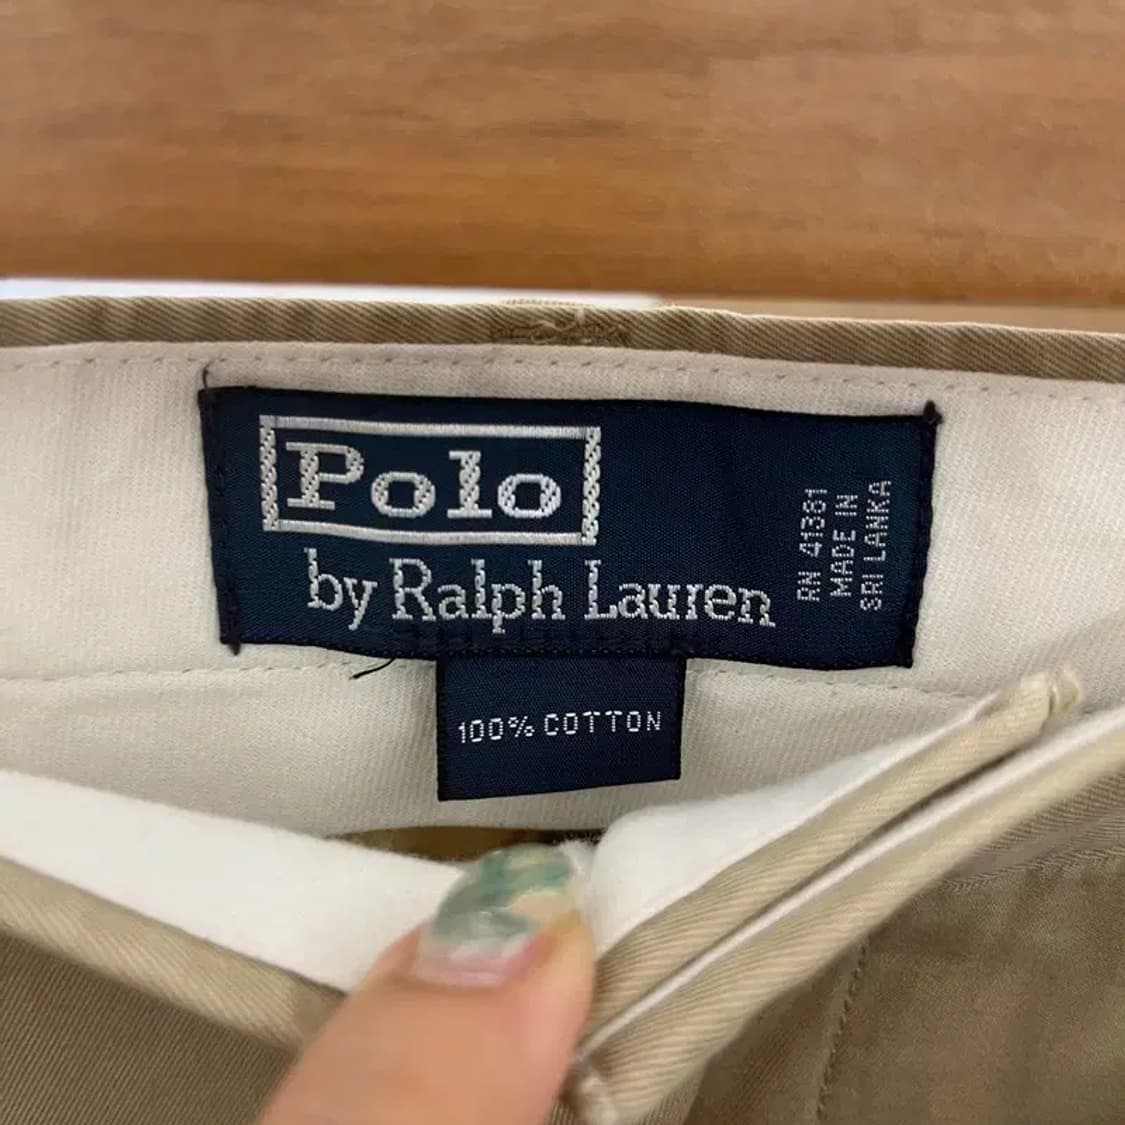 Polo
by Ralph Lauren
RN 41381
MADE IN
SRI LANKA
100% COTTON